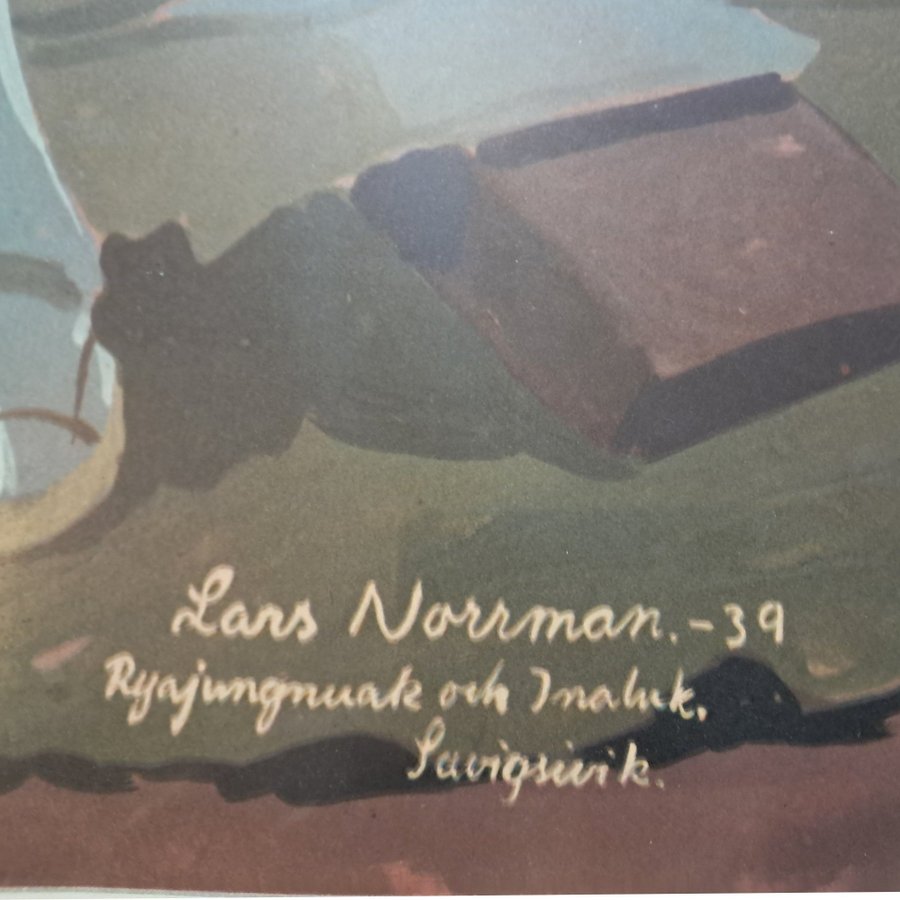 Lars Norrman.-39
Ryajungnuak och Inaluk,
Savigsivik.